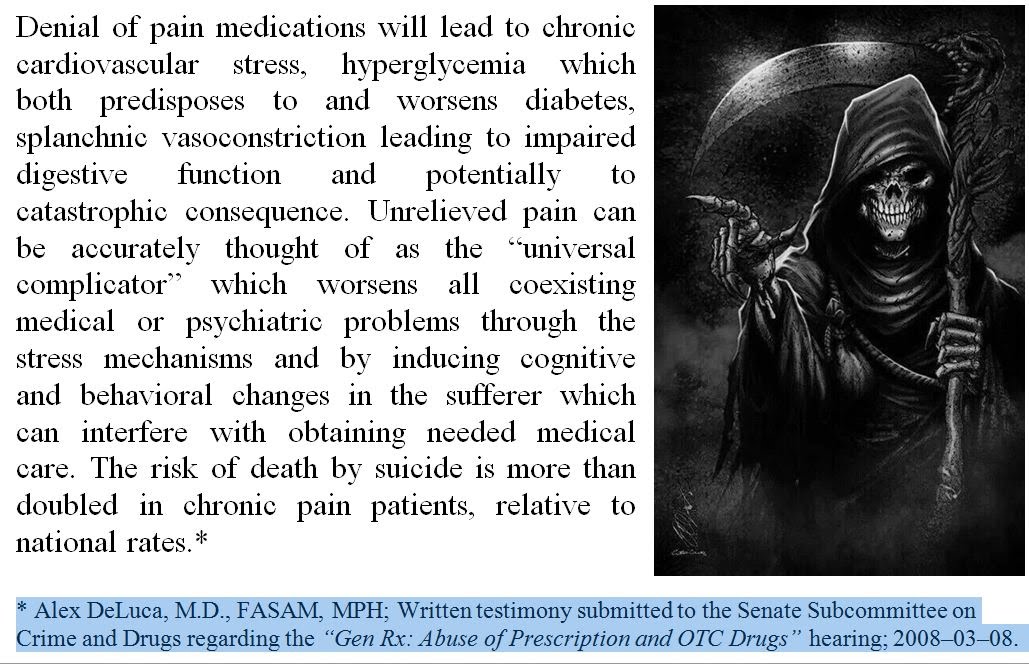 Denial of pain medications will lead to chronic
cardiovascular stress, hyperglycemia which
both predisposes to and worsens diabetes,
splanchnic vasoconstriction leading to impaired
digestive function and potentially to
catastrophic consequence. Unrelieved pain can
be accurately thought of as the “universal
complicator” which worsens all coexisting
medical or psychiatric problems through the
stress mechanisms and by inducing cognitive
and behavioral changes in the sufferer which
can interfere with obtaining needed medical
care. The risk of death by suicide is more than
doubled in chronic pain patients, relative to
national rates.*
* Alex DeLuca, M.D., FASAM, MPH; Written testimony submitted to the Senate Subcommittee on
Crime and Drugs regarding the “Gen Rx: Abuse of Prescription and OTC Drugs” hearing; 2008–03–08.